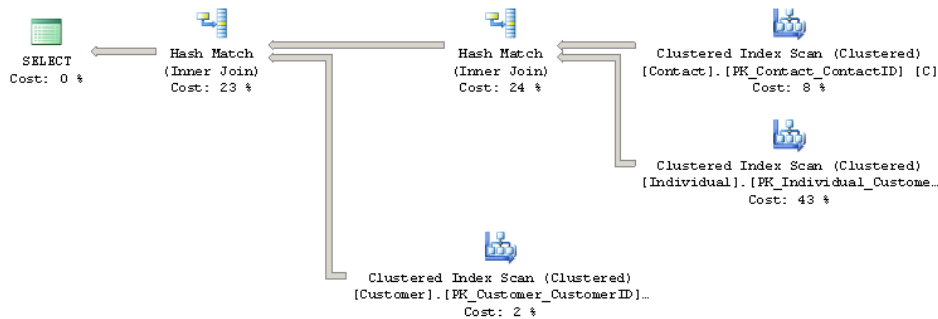 SELECT
Cost: 0 %
Hash Match
(Inner Join)
Cost: 23 %
Hash Match
(Inner Join)
Cost: 24 %
Clustered Index Scan (Clustered)
[Contact].[PK_Contact_ContactID] [C]
Cost: 8 %
Clustered Index Scan (Clustered)
[Individual].[PK_Individual_Custome…
Cost: 43 %
Clustered Index Scan (Clustered)
[Customer].[PK_Customer_CustomerID]…
Cost: 2 %